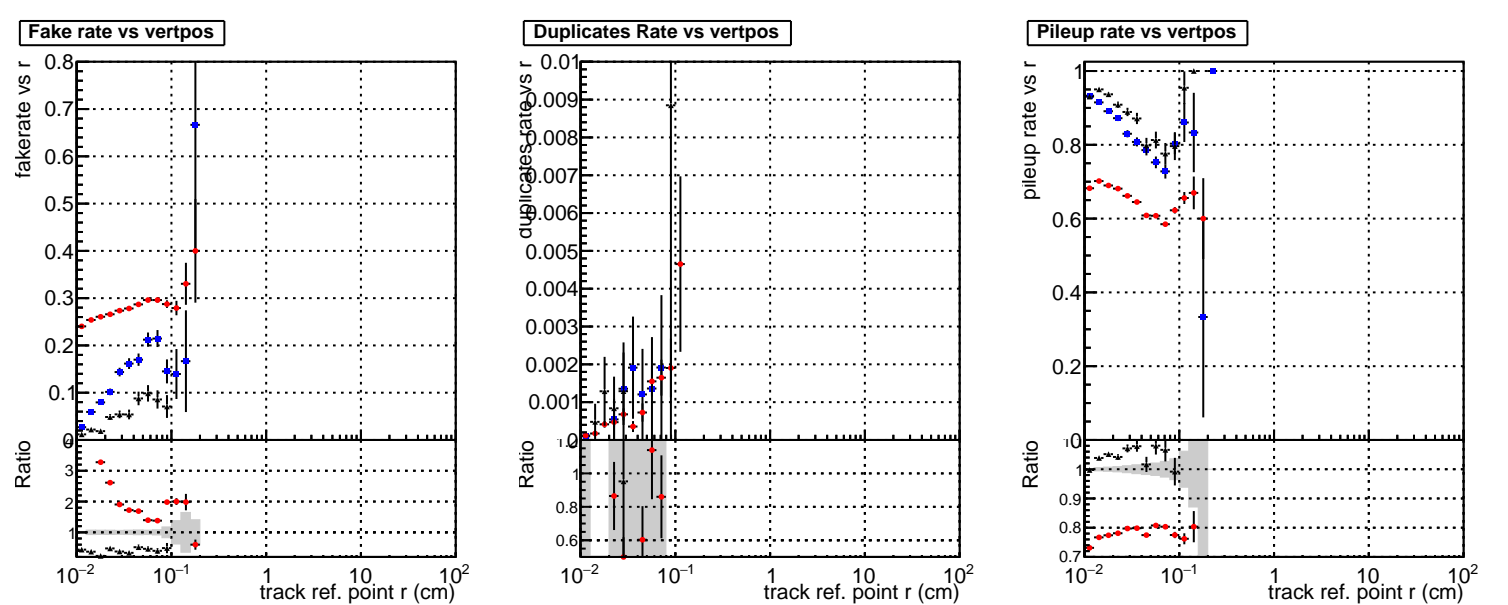 Fake rate vs vertpos
fakerate vs r
0.8
0.7
0.6
0.5
0.4
0.3
0.2
0.1
0
Ratio
3
2
1
10⁻² 10⁻¹ 1 10 10²
track ref. point r (cm)
Duplicates Rate vs vertpos
duplicates rate vs r
0.01
0.009
0.008
0.007
0.006
0.005
0.004
0.003
0.002
0.001
0
Ratio
1
0.8
0.6
10⁻² 10⁻¹ 1 10 10²
track ref. point r (cm)
Pileup rate vs vertpos
pileup rate vs r
1
0.8
0.6
0.4
0.2
Ratio
1
0.9
0.8
0.7
10⁻² 10⁻¹ 1 10 10²
track ref. point r (cm)